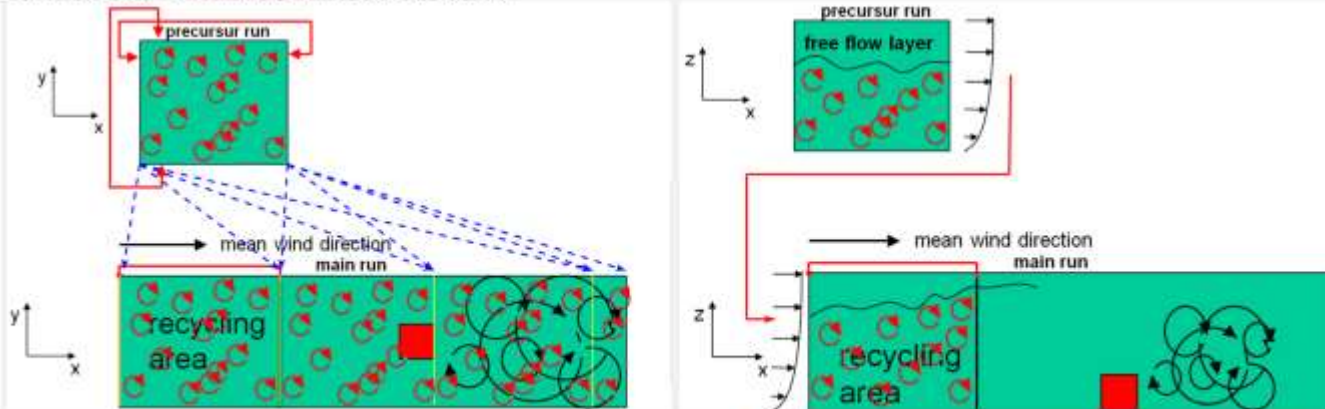 precursur run
y
x
mean wind direction
main run
recycling
area
y
x
precursur run
free flow layer
z
x
mean wind direction
main run
z
x
recycling
area